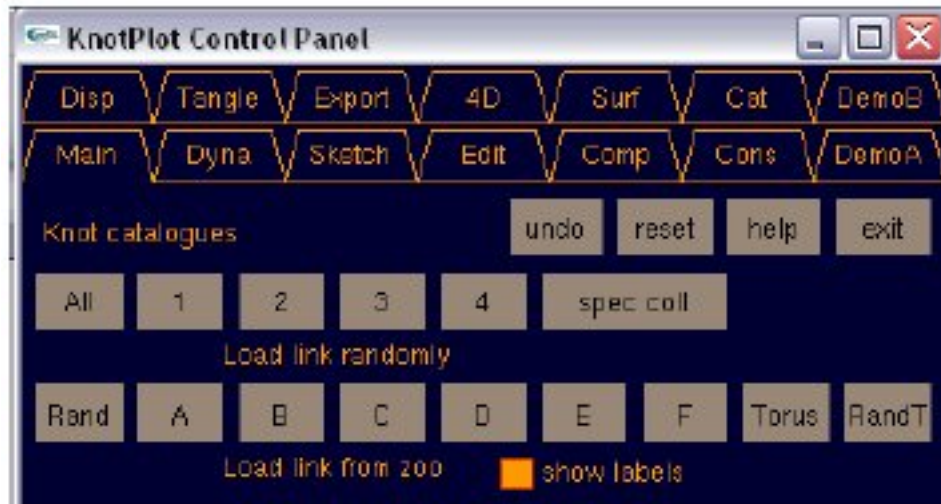 KnotPlot Control Panel
Disp Tangle Export 4D Surf Cat DemoB
Main Dyna Sketch Edit Comp Cons DemoA
Knot catalogues undo reset help exit
All 1 2 3 4 spec coll
Load link randomly
Rand A B C D E F Torus RandT
Load link from zoo show labels